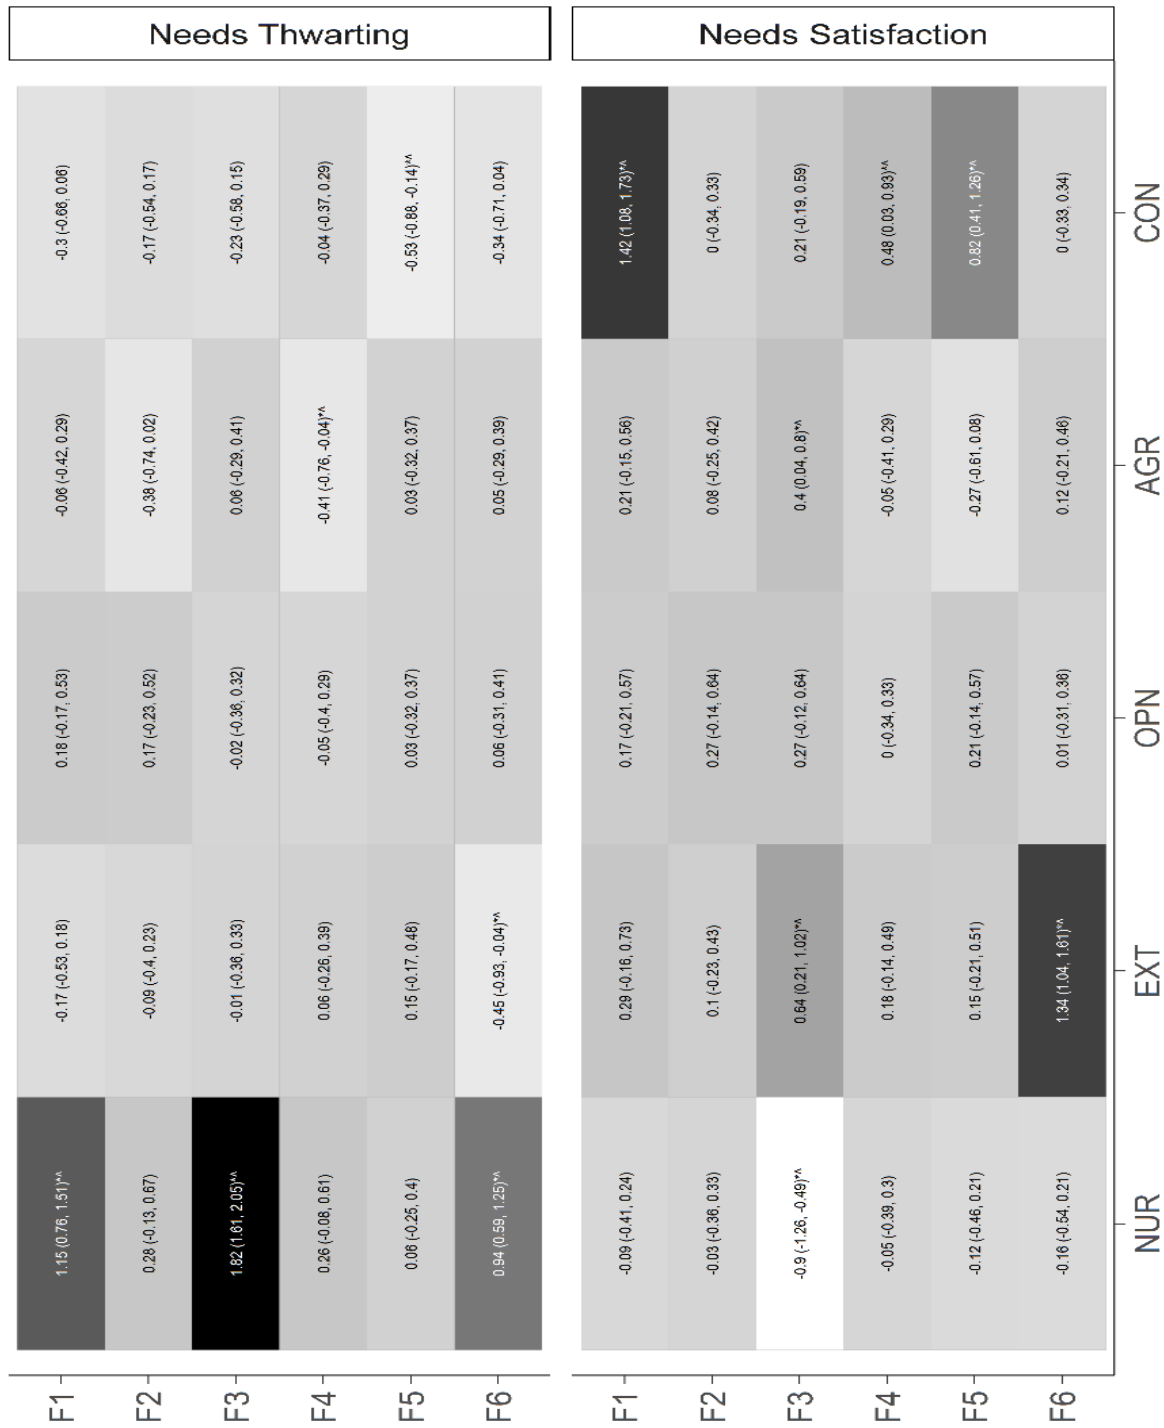 Needs Thwarting
Needs Satisfaction
-0.3 (-0.66, 0.06)
-0.17 (-0.54, 0.17)
-0.23 (-0.58, 0.15)
-0.04 (-0.37, 0.29)
-0.53 (-0.88, -0.14)*^
-0.34 (-0.71, 0.04)
1.42 (1.08, 1.73)*^
0 (-0.34, 0.33)
0.21 (-0.19, 0.59)
0.48 (0.03, 0.93)*^
0.82 (0.41, 1.26)*^
0 (-0.33, 0.34)
CON
-0.06 (-0.42, 0.29)
-0.38 (-0.74, 0.02)
0.06 (-0.29, 0.41)
-0.41 (-0.76, -0.04)*^
0.03 (-0.32, 0.37)
0.05 (-0.29, 0.39)
0.21 (-0.15, 0.56)
0.08 (-0.25, 0.42)
0.4 (0.04, 0.8)*^
-0.05 (-0.41, 0.29)
-0.27 (-0.61, 0.08)
0.12 (-0.21, 0.46)
AGR
0.18 (-0.17, 0.53)
0.17 (-0.23, 0.52)
-0.02 (-0.36, 0.32)
-0.05 (-0.4, 0.29)
0.03 (-0.32, 0.37)
0.06 (-0.31, 0.41)
0.17 (-0.21, 0.57)
0.27 (-0.14, 0.64)
0.27 (-0.12, 0.64)
0 (-0.34, 0.33)
0.21 (-0.14, 0.57)
0.01 (-0.31, 0.36)
OPN
-0.17 (-0.53, 0.18)
-0.09 (-0.4, 0.23)
-0.01 (-0.36, 0.33)
0.06 (-0.26, 0.39)
0.15 (-0.17, 0.48)
-0.45 (-0.93, -0.04)*^
0.29 (-0.16, 0.73)
0.1 (-0.23, 0.43)
0.64 (0.21, 1.02)*^
0.18 (-0.14, 0.49)
0.15 (-0.21, 0.51)
1.34 (1.04, 1.61)*^
EXT
1.15 (0.76, 1.51)*^
0.28 (-0.13, 0.67)
1.82 (1.61, 2.05)*^
0.26 (-0.08, 0.61)
0.06 (-0.25, 0.4)
0.94 (0.59, 1.25)*^
-0.09 (-0.41, 0.24)
-0.03 (-0.36, 0.33)
-0.9 (-1.26, -0.49)*^
-0.05 (-0.39, 0.3)
-0.12 (-0.46, 0.21)
-0.16 (-0.54, 0.21)
NUR
F1
F2
F3
F4
F5
F6
F1
F2
F3
F4
F5
F6